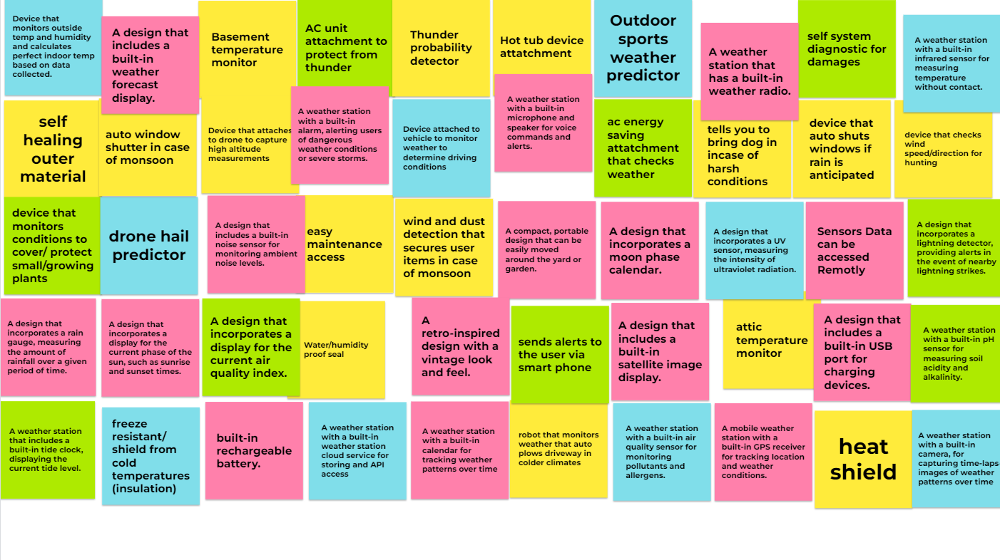 Device that
monitors outside
temp and humidity
and calculates
perfect indoor temp
based on data
collected.
A design that
includes a
built-in
weather
forecast
display.
Basement
temperature
monitor
AC unit
attachment to
protect from
thunder
Thunder
probability
detector
Hot tub device
attatchment
Outdoor
sports
weather
predictor
A weather
station that
has a built-in
weather radio.
self system
diagnostic for
damages
A weather station
with a built-in
infrared sensor for
measuring
temperature
without contact.
self
healing
outer
material
auto window
shutter in case
of monsoon
Device that attaches
to drone to capture
high altitude
measurements
A weather station
with a built-in
alarm, alerting users
of dangerous
weather conditions
or severe storms.
Device attached to
vehicle to monitor
weather to
determine driving
conditions
A weather station
with a built-in
microphone and
speaker for voice
commands and
alerts.
ac energy
saving
attatchment
that checks
weather
tells you to
bring dog in
incase of
harsh
conditions
device that
auto shuts
windows if
rain is
anticipated
device that checks
wind
speed/direction for
hunting
device that
monitors
conditions to
cover/ protect
small/growing
plants
drone hail
predictor
A design that
includes a built-in
noise sensor for
monitoring ambient
noise levels.
easy
maintenance
access
wind and dust
detection that
secures user
items in case
of monsoon
A compact, portable
design that can be
easily moved
around the yard or
garden.
A design that
incorporates a
moon phase
calendar.
A design that
incorporates a UV
sensor, measuring
the intensity of
ultraviolet radiation.
Sensors Data
can be
accessed
Remotly
A design that
incorporates a
lightning detector,
providing alerts in
the event of nearby
lightning strikes.
A design that
incorporates a rain
gauge, measuring
the amount of
rainfall over a given
period of time.
A design that
incorporates a
display for the
current phase of the
sun, such as sunrise
and sunset times.
A design that
incorporates a
display for the
current air
quality index.
Water/humidity
proof seal
A
retro-inspired
design with a
vintage look
and feel.
sends alerts to
the user via
smart phone
A design that
includes a
built-in
satellite image
display.
attic
temperature
monitor
A design that
includes a
built-in USB
port for
charging
devices.
A weather station
with a built-in pH
sensor for
measuring soil
acidity and
alkalinity.
A weather station
that includes a
built-in tide clock,
displaying the
current tide level.
freeze
resistant/
shield from
cold
temperatures
(insulation)
built-in
rechargeable
battery.
A weather station
with a built-in
weather station
cloud service for
storing and API
access
A weather station
with a built-in
calendar for
tracking weather
patterns over time
robot that monitors
weather that auto
plows driveway in
colder climates
A weather station
with a built-in air
quality sensor for
monitoring
pollutants and
allergens.
A mobile weather
station with a
built-in GPS receiver
for tracking location
and weather
conditions.
heat
shield
A weather station
with a built-in
camera, for
capturing time-laps
images of weather
patterns over time